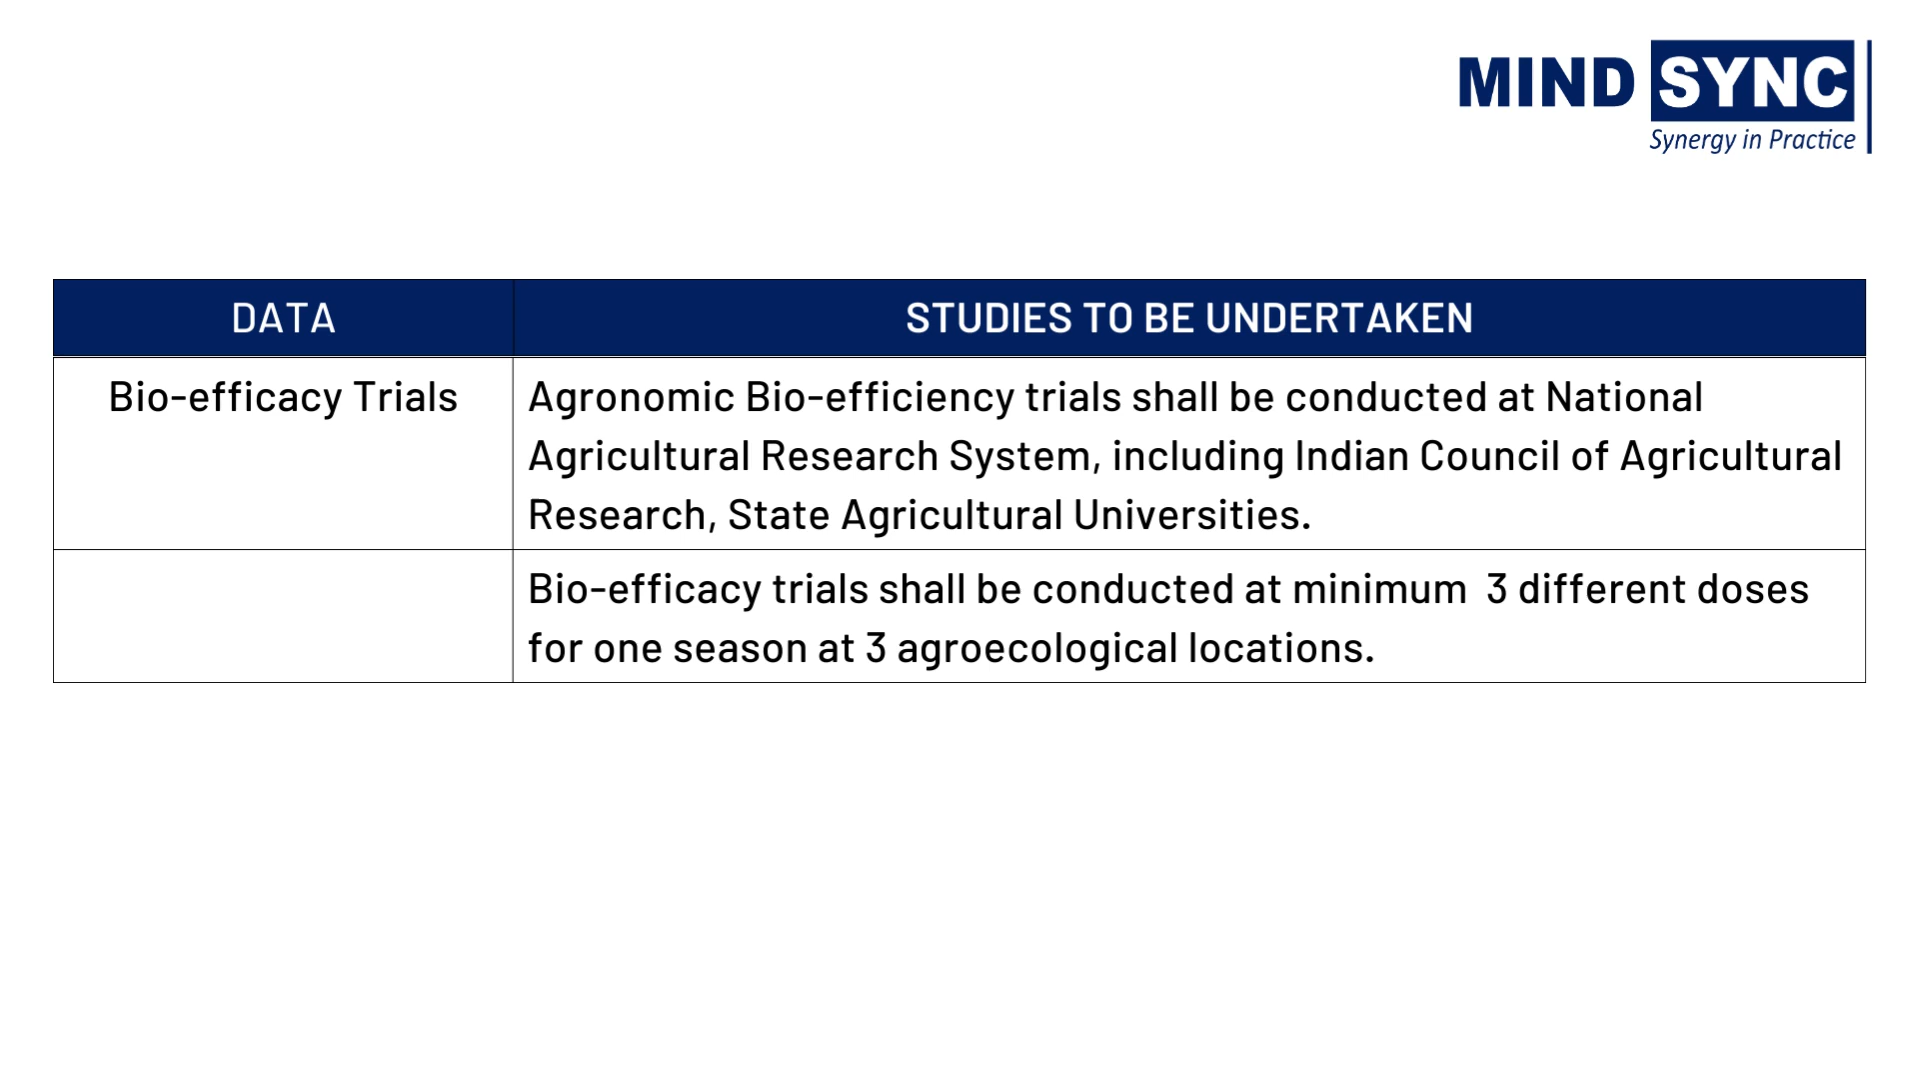 MIND SYNC
Synergy in Practice
DATA
STUDIES TO BE UNDERTAKEN
Bio-efficacy Trials
Agronomic Bio-efficiency trials shall be conducted at National
Agricultural Research System, including Indian Council of Agricultural
Research, State Agricultural Universities.
Bio-efficacy trials shall be conducted at minimum  3 different doses
for one season at 3 agroecological locations.